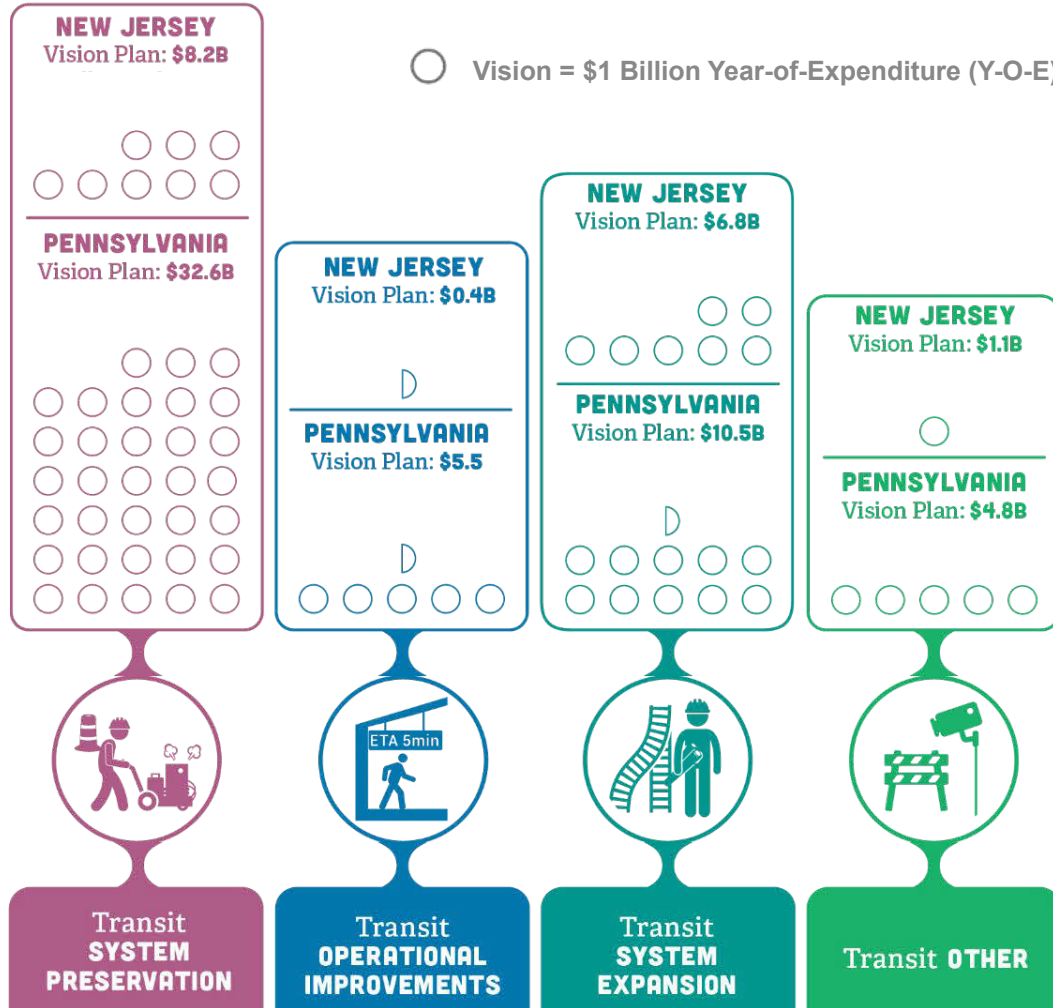 NEW JERSEY
Vision Plan: $8.2B
Vision = $1 Billion Year-of-Expenditure (Y-O-E)
PENNSYLVANIA
Vision Plan: $32.6B
NEW JERSEY
Vision Plan: $0.4B
PENNSYLVANIA
Vision Plan: $5.5
NEW JERSEY
Vision Plan: $6.8B
PENNSYLVANIA
Vision Plan: $10.5B
NEW JERSEY
Vision Plan: $1.1B
PENNSYLVANIA
Vision Plan: $4.8B
ETA 5min
Transit
SYSTEM
PRESERVATION
Transit
OPERATIONAL
IMPROVEMENTS
Transit
SYSTEM
EXPANSION
Transit OTHER